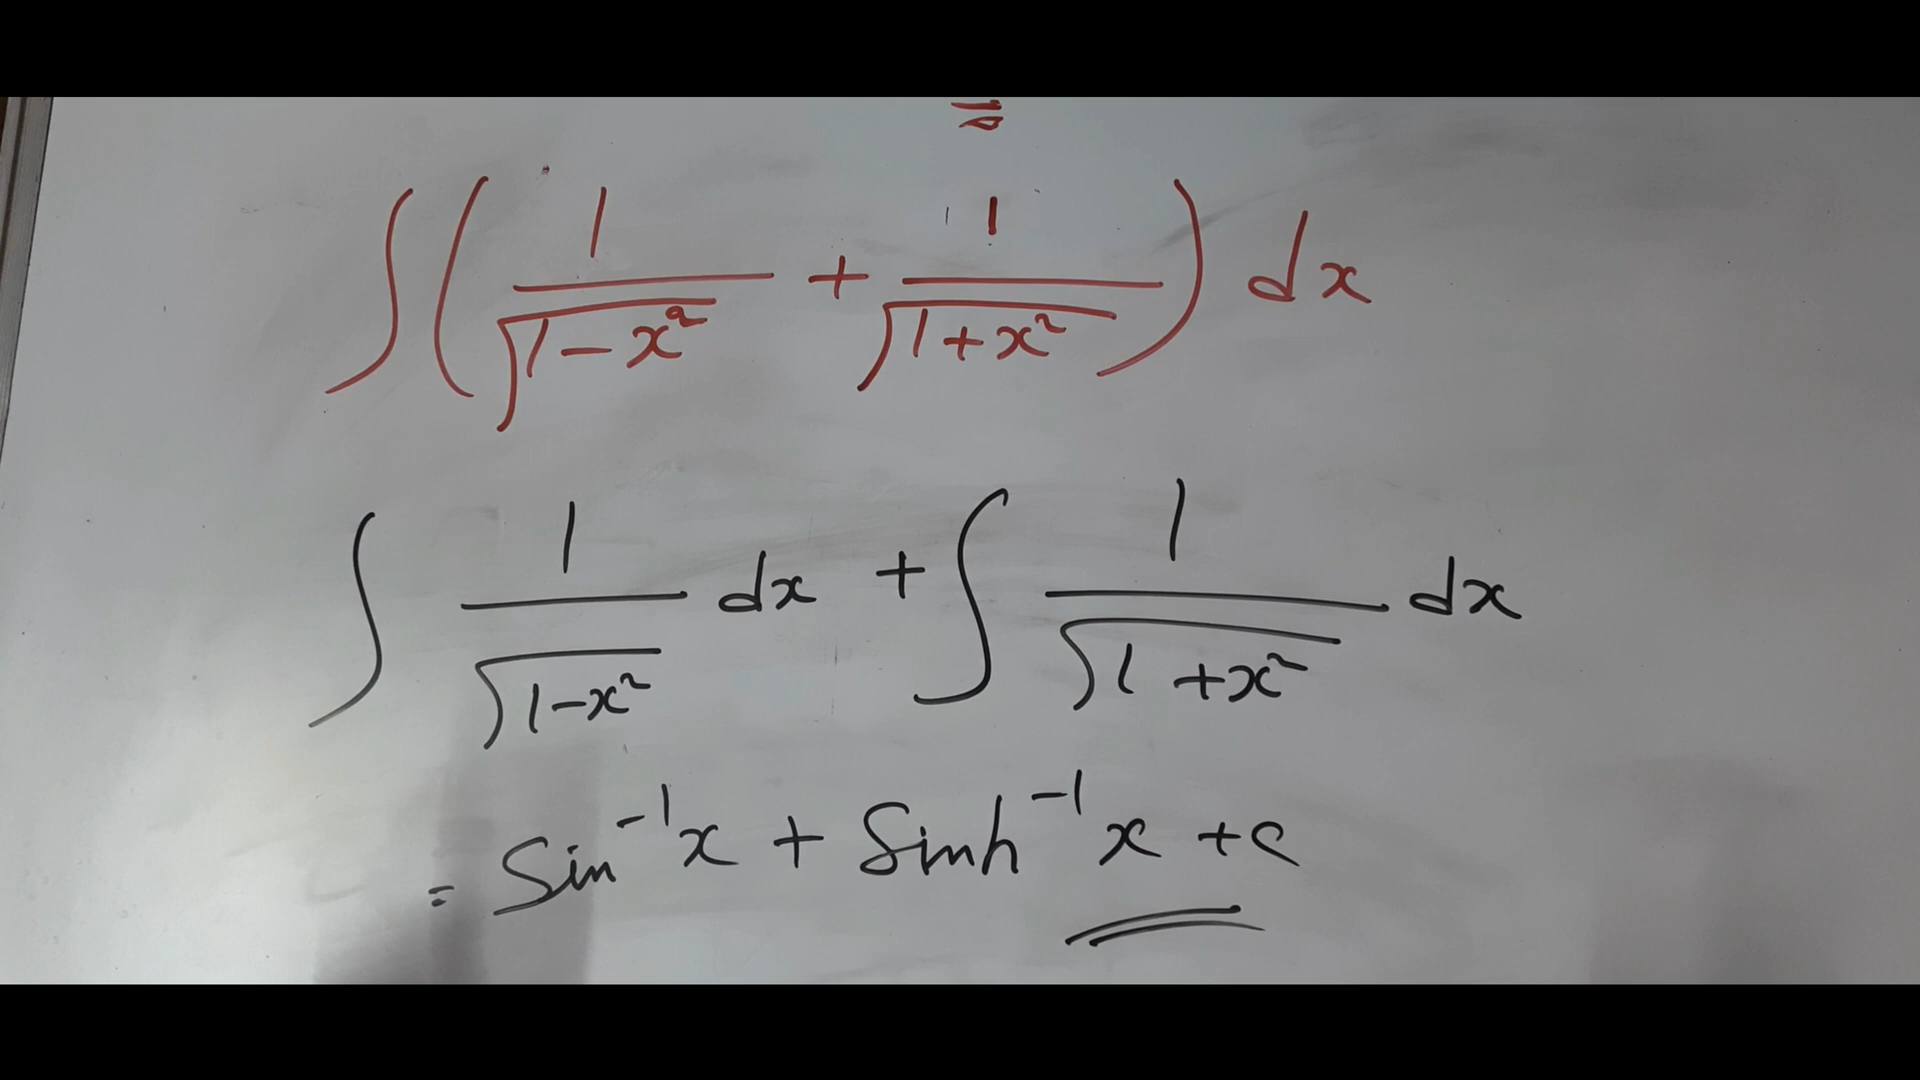 ∫ ( 1/√(1-x²) + 1/√(1+x²) ) dx
∫ 1/√(1-x²) dx + ∫ 1/√(1+x²) dx
= Sin⁻¹x + Sinh⁻¹x + c